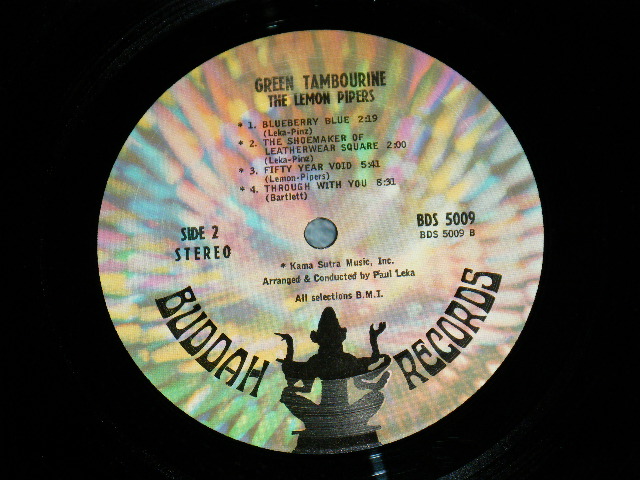 GREEN TAMBOURINE
THE LEMON PIPERS
* 1. BLUEBERRY BLUE 2:19
(Leka-Pinz)
* 2. THE SHOEMAKER OF
LEATHERWEAR SQUARE 2:00
(Leka-Pinz)
* 3. FIFTY YEAR VOID 5:41
(Lemon-Pipers)
* 4. THROUGH WITH YOU 8:31
(Bartlett)
SIDE 2
STEREO
BDS 5009
BDS 5009 B
* Kama Sutra Music, Inc.
Arranged & Conducted by Paul Leka
All selections B.M.I.
BUDDAH RECORDS